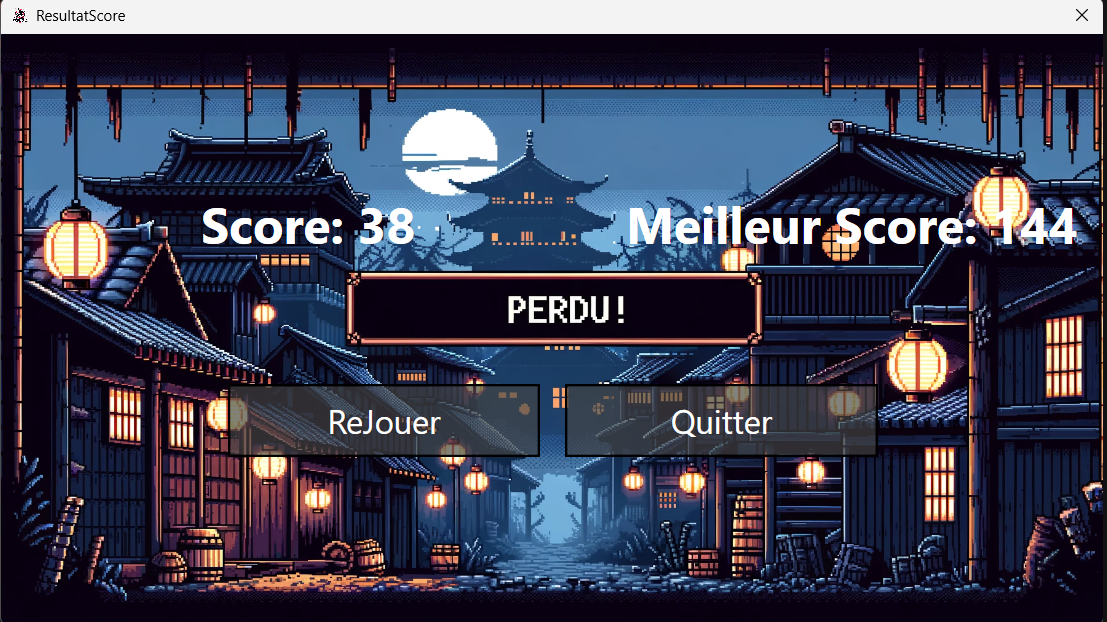 ResultatScore
Score: 38
Meilleur Score: 144
PERDU!
ReJouer
Quitter